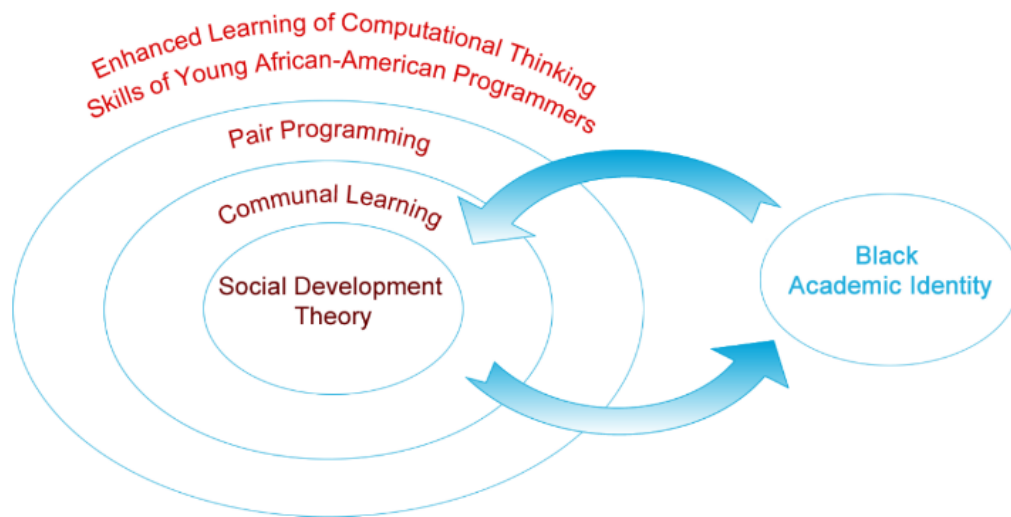 Enhanced Learning of Computational Thinking
Skills of Young African-American Programmers
Pair Programming
Communal Learning
Social Development
Theory
Black
Academic Identity